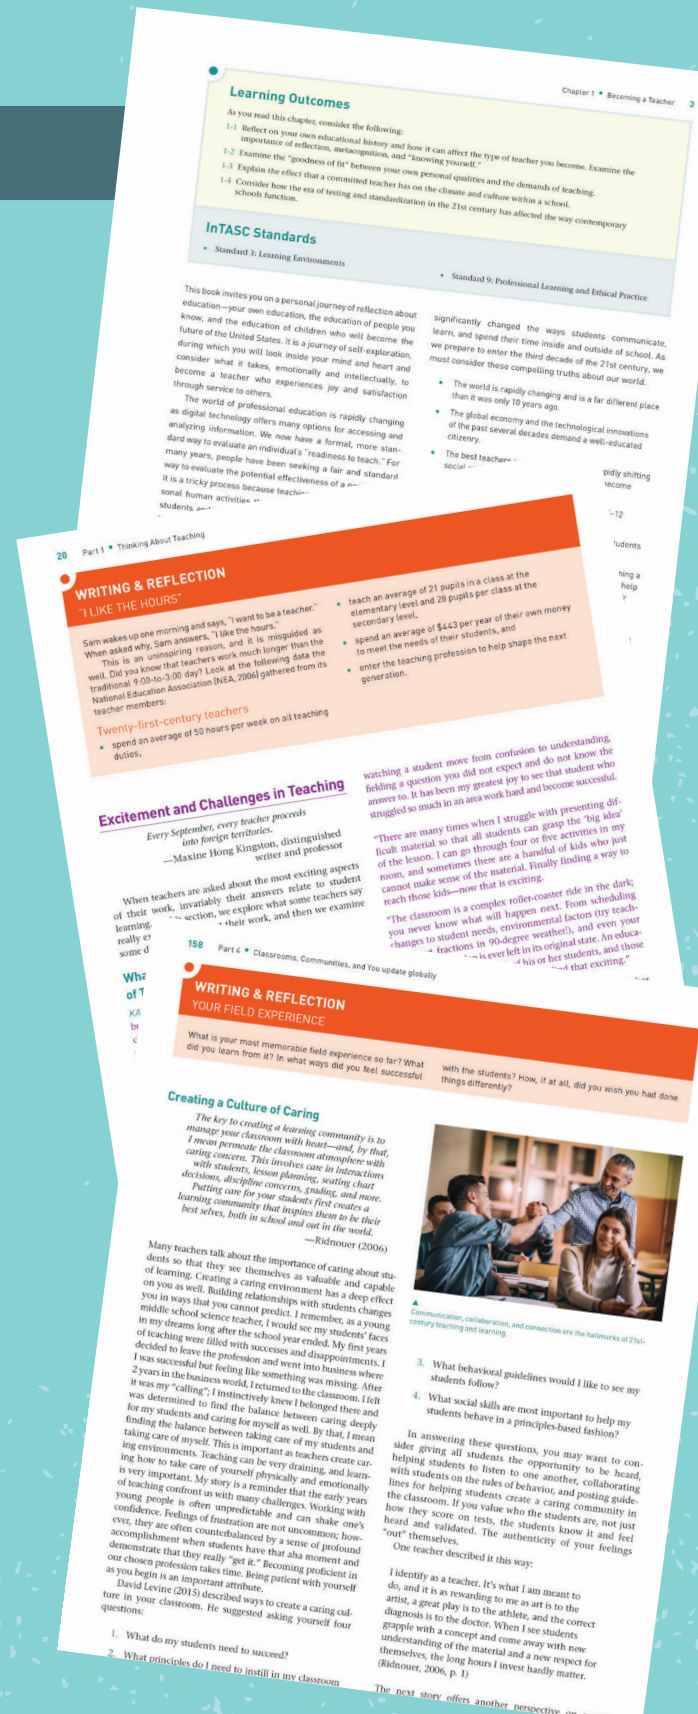 Chapter 1 • Becoming a Teacher 3
Learning Outcomes
As you read this chapter, consider the following:
1-1 Reflect on your own educational history and how it can affect the type of teacher you become. Examine the
importance of reflection, metacognition, and “knowing yourself.”
1-2 Examine the “goodness of fit” between your own personal qualities and the demands of teaching.
1-3 Explain the effect that a committed teacher has on the climate and culture within a school.
1-4 Consider how the era of testing and standardization in the 21st century has affected the way contemporary
schools function.
InTASC Standards
• Standard 3: Learning Environments
• Standard 9: Professional Learning and Ethical Practice
This book invites you on a personal journey of reflection about
education—your own education, the education of people you
know, and the education of children who will become the
future of the United States. It is a journey of self-exploration,
during which you will look inside your mind and heart and
consider what it takes, emotionally and intellectually, to
become a teacher who experiences joy and satisfaction
through service to others.
The world of professional education is rapidly changing
as digital technology offers many options for accessing and
analyzing information. We now have a formal, more stan-
dard way to evaluate an individual’s “readiness to teach.” For
many years, people have been seeking a fair and standard
way to evaluate the potential effectiveness of a
It is a tricky process because
sonal human activities
students
significantly changed the ways students communicate,
learn, and spend their time inside and outside of school. As
we prepare to enter the third decade of the 21st century, we
must consider these compelling truths about our world.
• The world is rapidly changing and is a far different place
than it was only 10 years ago.
• The global economy and the technological innovations
of the past several decades demand a well-educated
citizenry.
• The best teachers
social
shifting
-12
help
20 Part 1 • Thinking About Teaching
WRITING & REFLECTION
“I LIKE THE HOURS”
Sam wakes up one morning and says, “I want to be a teacher.”
When asked why, Sam answers, “I like the hours.”
This is an uninspiring reason, and it is misguided as
well. Did you know that teachers work much longer than the
traditional 9:00-to-3:00 day? Look at the following data the
National Education Association (NEA, 2006) gathered from its
teacher members:
Twenty-first-century teachers
• spend an average of 50 hours per week on all teaching
duties,
• teach an average of 21 pupils in a class at the
elementary level and 28 pupils per class at the
secondary level,
• spend an average of $443 per year of their own money
to meet the needs of their students, and
• enter the teaching profession to help shape the next
generation.
Excitement and Challenges in Teaching
Every September, every teacher proceeds
into foreign territories.
—Maxine Hong Kingston, distinguished
writer and professor
When teachers are asked about the most exciting aspects
of their work, invariably their answers relate to student
learning. section, we explore what some teachers say
really their work, and then we examine
some
of
watching a student move from confusion to understanding,
fielding a question you did not expect and do not know the
answer to. It has been my greatest joy to see that student who
struggled so much in an area work hard and become successful.
“There are many times when I struggle with presenting dif-
ficult material so that all students can grasp the ‘big idea’
of the lesson. I can go through four or five activities in my
room, and sometimes there are a handful of kids who just
cannot make sense of the material. Finally finding a way to
reach those kids—now that is exciting.
“The classroom is a complex roller-coaster ride in the dark;
you never know what will happen next. From scheduling
changes to student needs, environmental factors (try teach-
fractions in 90-degree weather!), and even your
is ever left in its original state. An educa-
his or her students, and those
that exciting.”
158 Part 4 • Classrooms, Communities, and You update globally
WRITING & REFLECTION
YOUR FIELD EXPERIENCE
What is your most memorable field experience so far? What
did you learn from it? In what ways did you feel successful
with the students? How, if at all, did you wish you had done
things differently?
Creating a Culture of Caring
The key to creating a learning community is to
manage your classroom with heart—and, by that,
I mean permeate the classroom atmosphere with
caring concern. This involves care in interactions
with students, lesson planning, seating chart
decisions, discipline concerns, grading, and more.
Putting care for your students first creates a
learning community that inspires them to be their
best selves, both in school and out in the world.
—Ridnouer (2006)
Many teachers talk about the importance of caring about stu-
dents so that they see themselves as valuable and capable
of learning. Creating a caring environment has a deep effect
on you as well. Building relationships with students changes
you in ways that you cannot predict. I remember, as a young
middle school science teacher, I would see my students’ faces
in my dreams long after the school year ended. My first years
of teaching were filled with successes and disappointments. I
decided to leave the profession and went into business where
I was successful but feeling like something was missing. After
2 years in the business world, I returned to the classroom. I felt
it was my “calling”; I instinctively knew I belonged there and
was determined to find the balance between caring deeply
for my students and caring for myself as well. By that, I mean
finding the balance between taking care of my students and
taking care of myself. This is important as teachers create car-
ing environments. Teaching can be very draining, and learn-
ing how to take care of yourself physically and emotionally
is very important. My story is a reminder that the early years
of teaching confront us with many challenges. Working with
young people is often unpredictable and can shake one’s
confidence. Feelings of frustration are not uncommon; how-
ever, they are often counterbalanced by a sense of profound
accomplishment when students have that aha moment and
demonstrate that they really “get it.” Becoming proficient in
our chosen profession takes time. Being patient with yourself
as you begin is an important attribute.
David Levine (2015) described ways to create a caring cul-
ture in your classroom. He suggested asking yourself four
questions:
1. What do my students need to succeed?
2. What principles do I need to instill in my classroom
Communication, collaboration, and connection are the hallmarks of 21st-
century teaching and learning.
3. What behavioral guidelines would I like to see my
students follow?
4. What social skills are most important to help my
students behave in a principles-based fashion?
In answering these questions, you may want to con-
sider giving all students the opportunity to be heard,
helping students to listen to one another, collaborating
with students on the rules of behavior, and posting guide-
lines for helping students create a caring community in
the classroom. If you value who the students are, not just
how they score on tests, the students know it and feel
heard and validated. The authenticity of your feelings
“out” themselves.
One teacher described it this way:
I identify as a teacher. It’s what I am meant to
do, and it is as rewarding to me as art is to the
artist, a great play is to the athlete, and the correct
diagnosis is to the doctor. When I see students
grapple with a concept and come away with new
understanding of the material and a new respect for
themselves, the long hours I invest hardly matter.
(Ridnouer, 2006, p. 1)
The next story offers another perspective